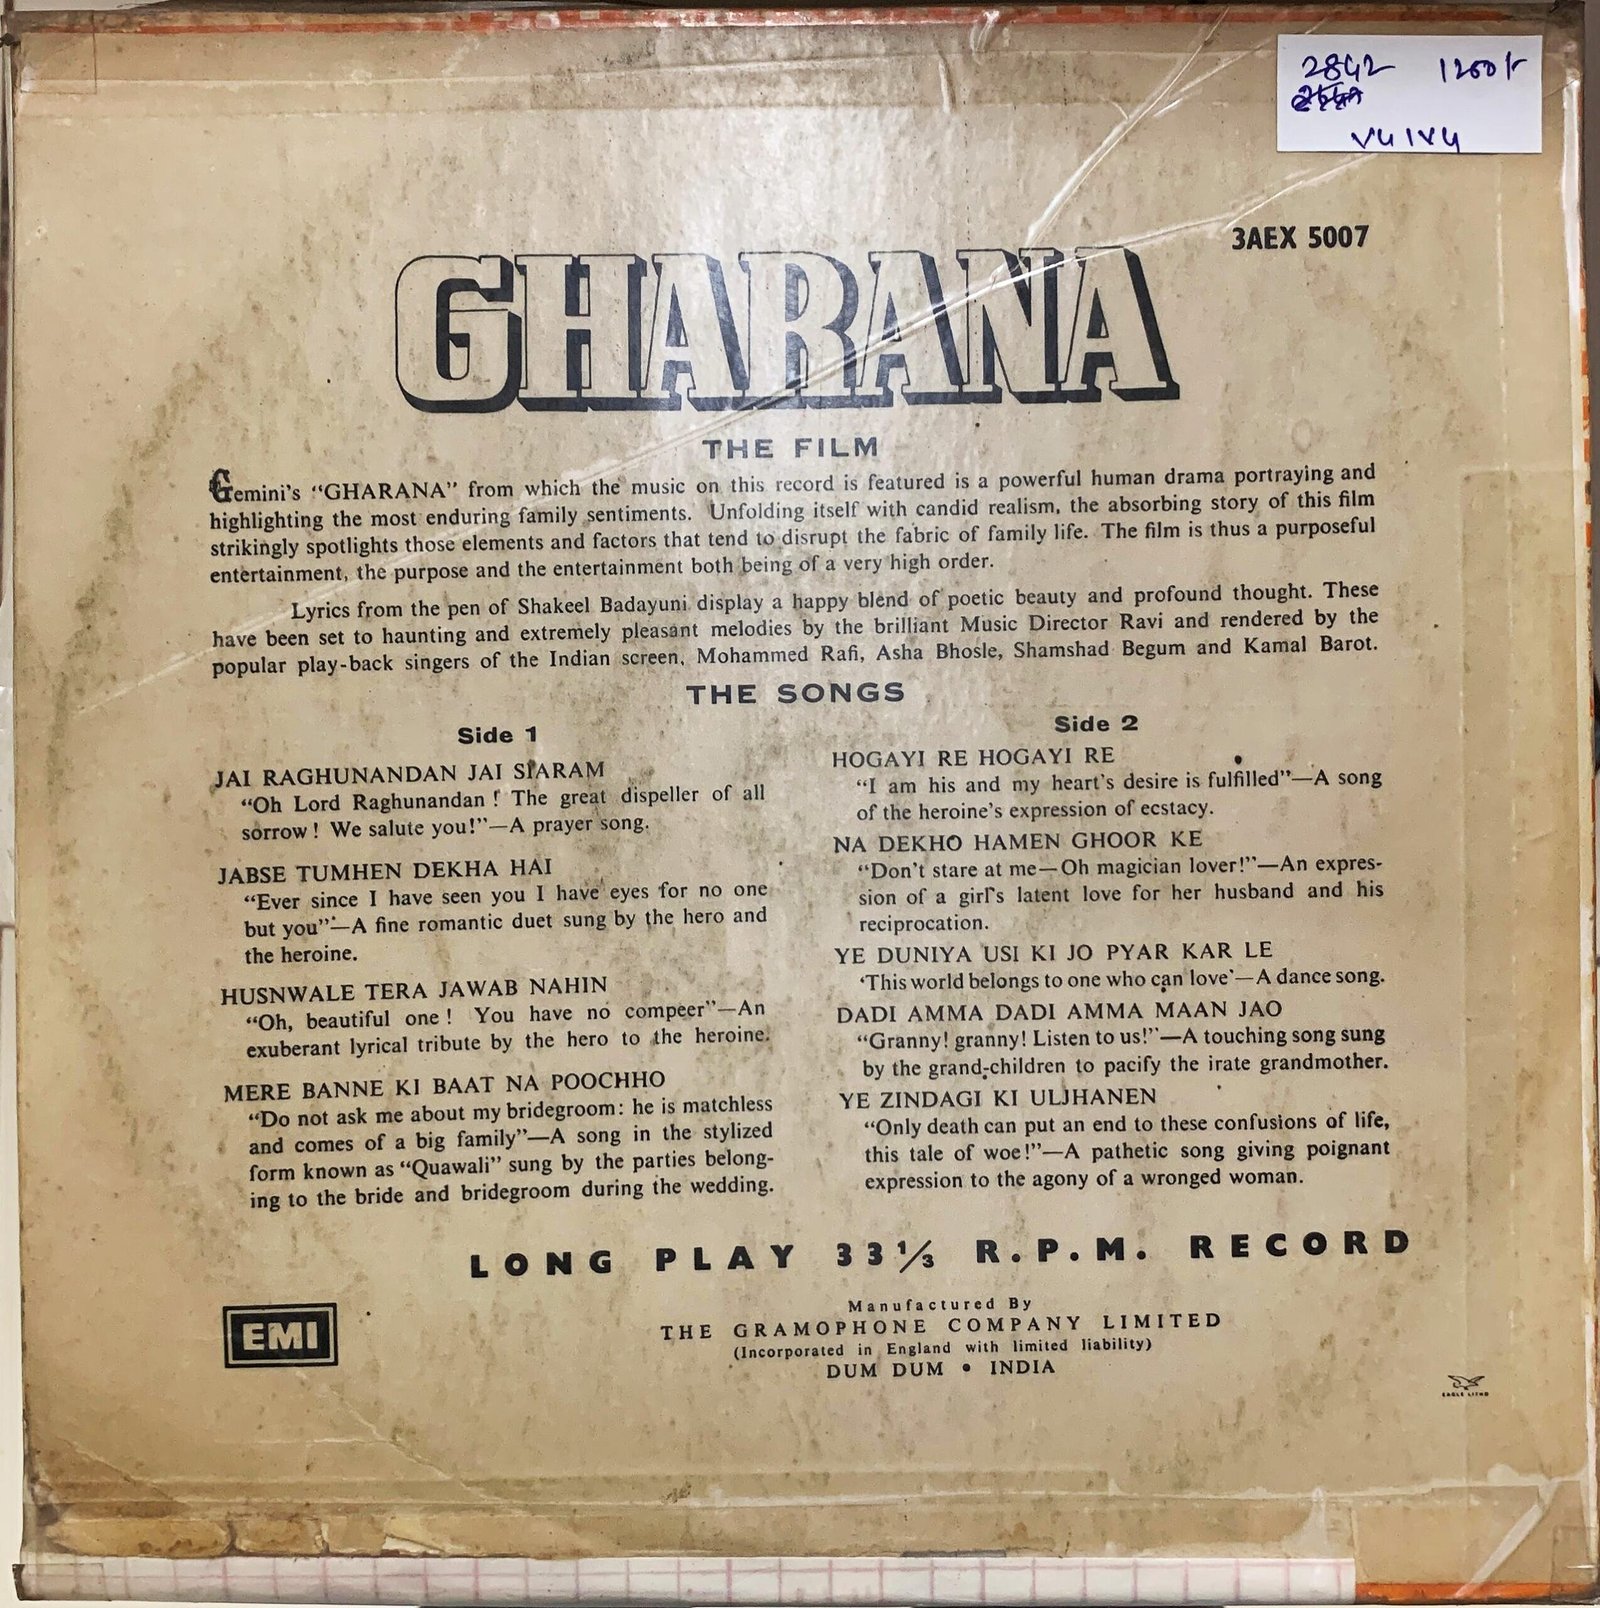 2842 1260/-
VG/VG
3AEX 5007
GHARANA
THE FILM
Gemini's "GHARANA" from which the music on this record is featured is a powerful human drama portraying and
highlighting the most enduring family sentiments. Unfolding itself with candid realism, the absorbing story of this film
strikingly spotlights those elements and factors that tend to disrupt the fabric of family life. The film is thus a purposeful
entertainment, the purpose and the entertainment both being of a very high order.
Lyrics from the pen of Shakeel Badayuni display a happy blend of poetic beauty and profound thought. These
have been set to haunting and extremely pleasant melodies by the brilliant Music Director Ravi and rendered by the
popular play-back singers of the Indian screen, Mohammed Rafi, Asha Bhosle, Shamshad Begum and Kamal Barot.
THE SONGS
Side 1
JAI RAGHUNANDAN JAI SIARAM
"Oh Lord Raghunandan! The great dispeller of all
sorrow! We salute you!"—A prayer song.
JABSE TUMHEN DEKHA HAI
"Ever since I have seen you I have eyes for no one
but you"—A fine romantic duet sung by the hero and
the heroine.
HUSNWALE TERA JAWAB NAHIN
"Oh, beautiful one! You have no compeer"—An
exuberant lyrical tribute by the hero to the heroine.
MERE BANNE KI BAAT NA POOCHHO
"Do not ask me about my bridegroom: he is matchless
and comes of a big family"—A song in the stylized
form known as "Quawali" sung by the parties belong-
ing to the bride and bridegroom during the wedding.
Side 2
HOGAYI RE HOGAYI RE
"I am his and my heart's desire is fulfilled"—A song
of the heroine's expression of ecstacy.
NA DEKHO HAMEN GHOOR KE
"Don't stare at me—Oh magician lover!"—An expres-
sion of a girl's latent love for her husband and his
reciprocation.
YE DUNIYA USI KI JO PYAR KAR LE
'This world belongs to one who can love'—A dance song.
DADI AMMA DADI AMMA MAAN JAO
"Granny! granny! Listen to us!"—A touching song sung
by the grand-children to pacify the irate grandmother.
YE ZINDAGI KI ULJHANEN
"Only death can put an end to these confusions of life,
this tale of woe!"—A pathetic song giving poignant
expression to the agony of a wronged woman.
LONG PLAY 33⅓ R.P.M. RECORD
EMI
Manufactured By
THE GRAMOPHONE COMPANY LIMITED
(Incorporated in England with limited liability)
DUM DUM • INDIA
EAGLE LITHO